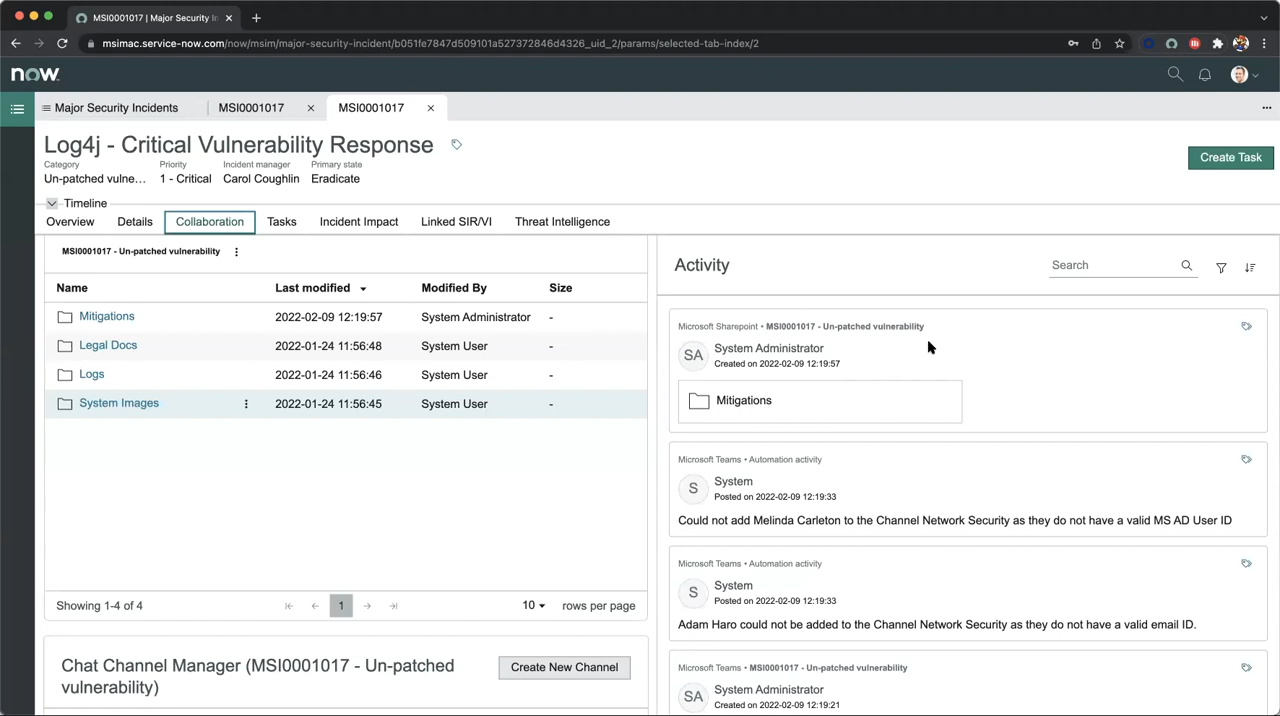 MSI0001017 | Major Security In
msimac.service-now.com/now/msim/major-security-incident/b051fe7847d509101a527372846d4326_uid_2/params/selected-tab-index/2
now.
Major Security Incidents
MSI0001017
MSI0001017
Log4j - Critical Vulnerability Response
Create Task
Category Priority Incident manager Primary state
Un-patched vulne... 1 - Critical Carol Coughlin Eradicate
Timeline
Overview Details Collaboration Tasks Incident Impact Linked SIR/VI Threat Intelligence
MSI0001017 - Un-patched vulnerability
Name Last modified Modified By Size
Mitigations 2022-02-09 12:19:57 System Administrator -
Legal Docs 2022-01-24 11:56:48 System User -
Logs 2022-01-24 11:56:46 System User -
System Images 2022-01-24 11:56:45 System User -
Showing 1-4 of 4 1 10 rows per page
Chat Channel Manager (MSI0001017 - Un-patched
vulnerability)
Create New Channel
Activity
Search
Microsoft Sharepoint • MSI0001017 - Un-patched vulnerability
SA
System Administrator
Created on 2022-02-09 12:19:57
Mitigations
Microsoft Teams • Automation activity
S
System
Posted on 2022-02-09 12:19:33
Could not add Melinda Carleton to the Channel Network Security as they do not have a valid MS AD User ID
Microsoft Teams • Automation activity
S
System
Posted on 2022-02-09 12:19:33
Adam Haro could not be added to the Channel Network Security as they do not have a valid email ID.
Microsoft Teams • MSI0001017 - Un-patched vulnerability
SA
System Administrator
Created on 2022-02-09 12:19:21